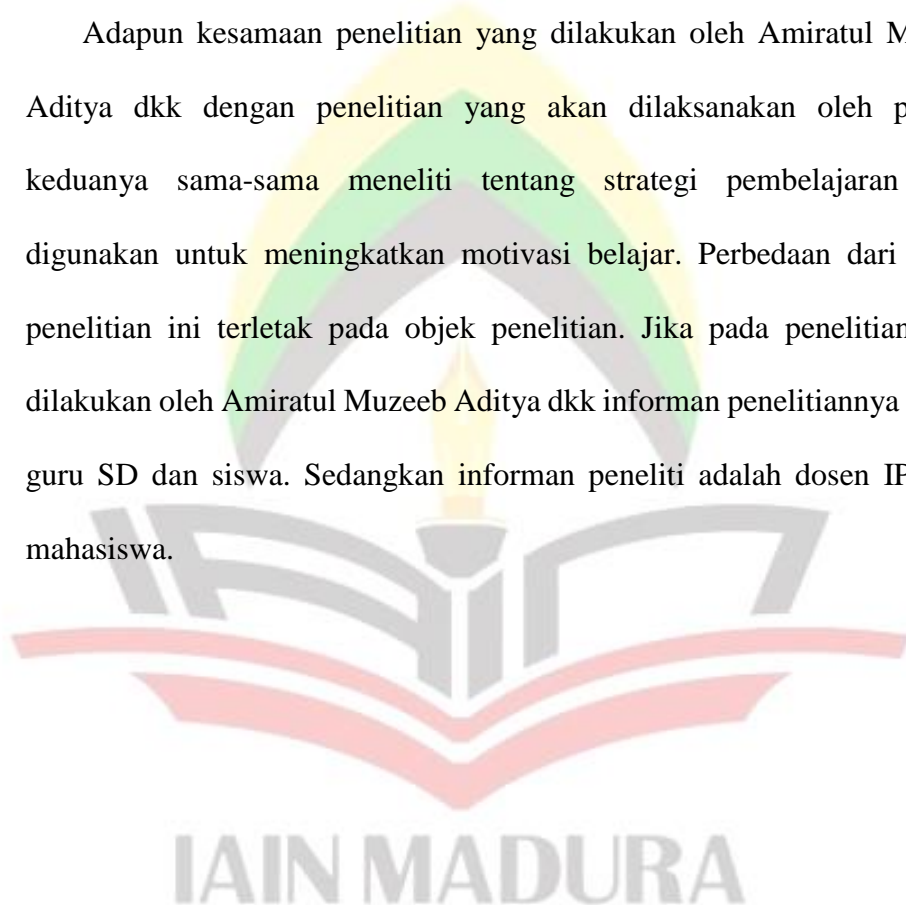 Adapun kesamaan penelitian yang dilakukan oleh Amiratul
Aditya dkk dengan penelitian yang akan dilaksanakan oleh
keduanya sama-sama meneliti tentang strategi pembelajaran
digunakan untuk meningkatkan motivasi belajar. Perbedaan dari
penelitian ini terletak pada objek penelitian. Jika pada penelitian
dilakukan oleh Amiratul Muzeeb Aditya dkk informan penelitiannya
guru SD dan siswa. Sedangkan informan peneliti adalah dosen
mahasiswa.
IAIN
IAIN MADURA